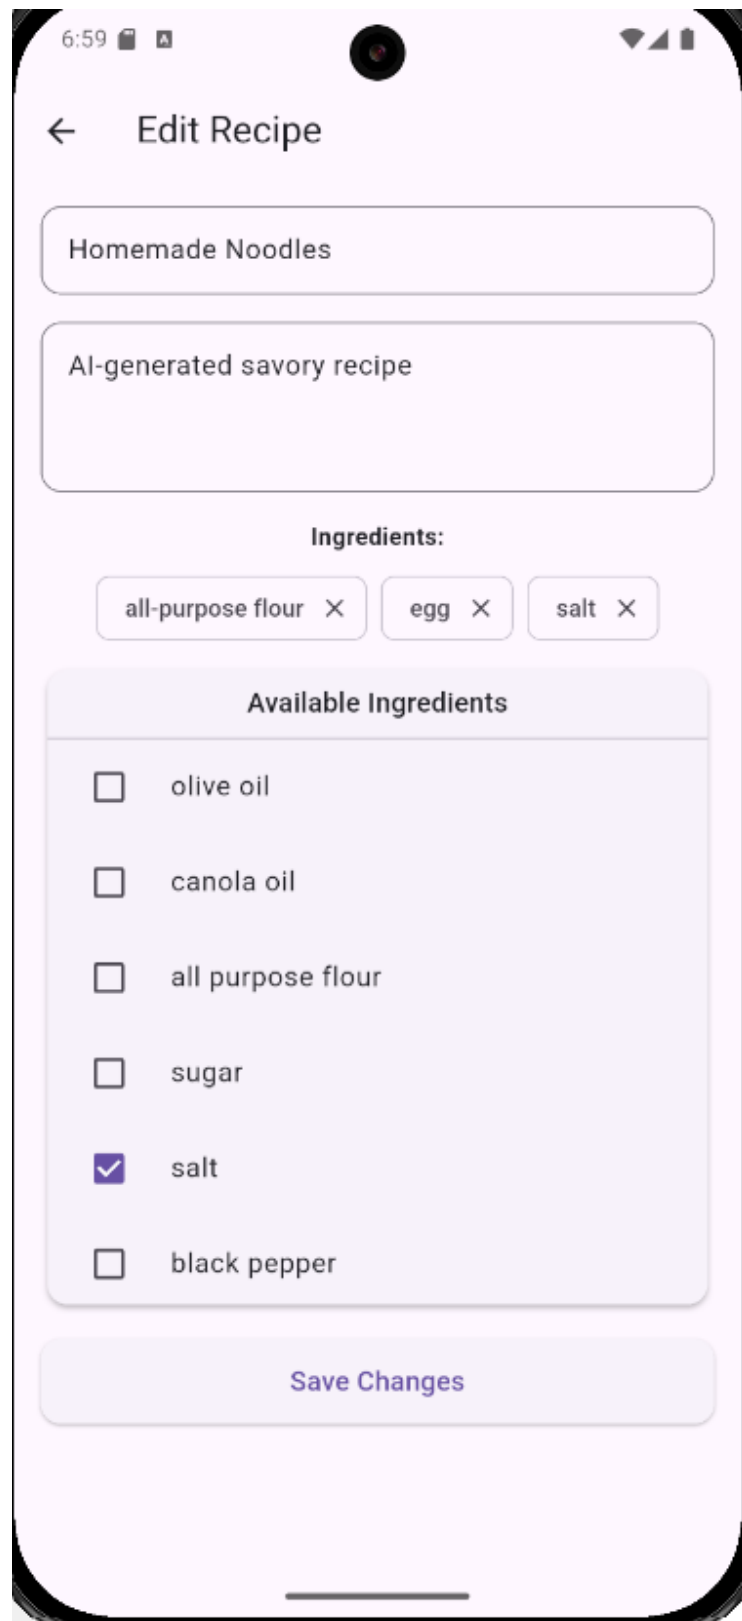 6:59
Edit Recipe
Homemade Noodles
AI-generated savory recipe
Ingredients:
all-purpose flour egg salt
Available Ingredients
olive oil
canola oil
all purpose flour
sugar
salt
black pepper
Save Changes